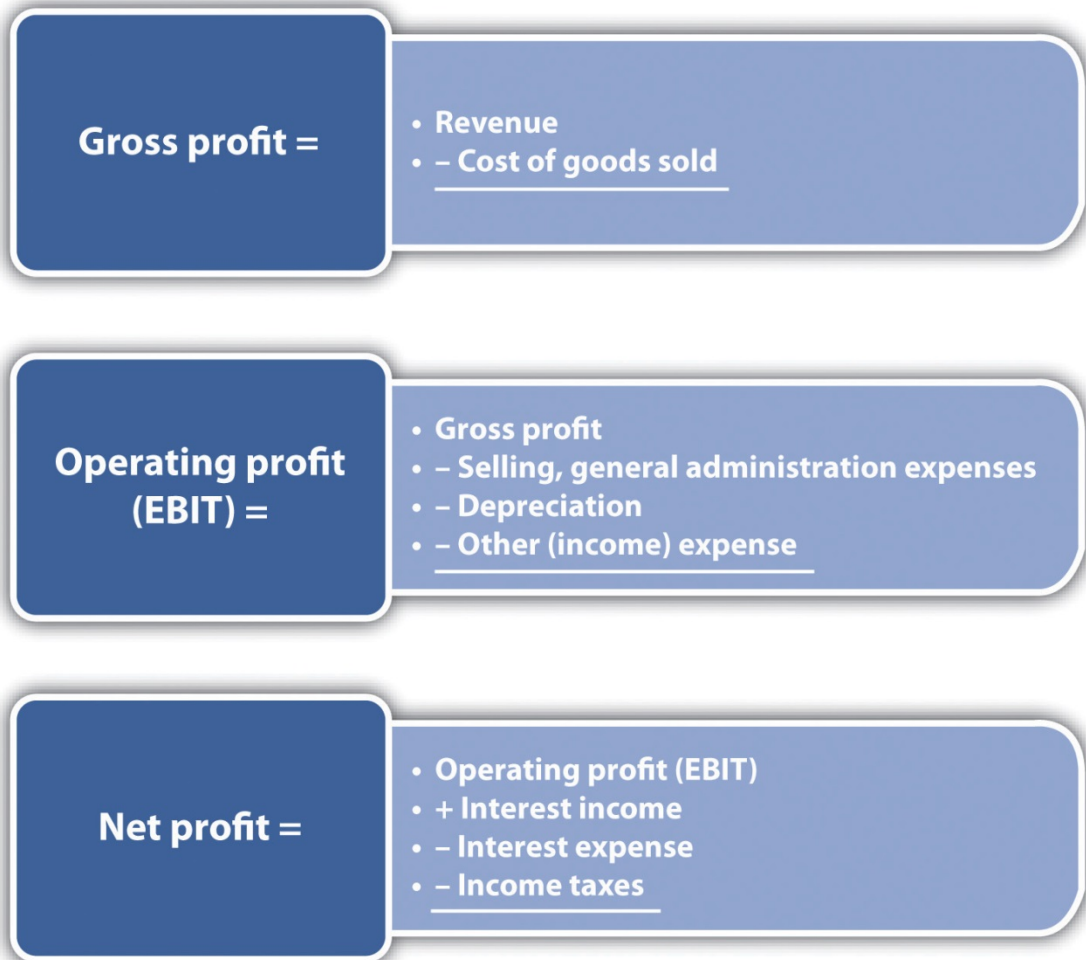 Gross profit =
• Revenue
• – Cost of goods sold
Operating profit
(EBIT) =
• Gross profit
• – Selling, general administration expenses
• – Depreciation
• – Other (income) expense
Net profit =
• Operating profit (EBIT)
• + Interest income
• – Interest expense
• – Income taxes